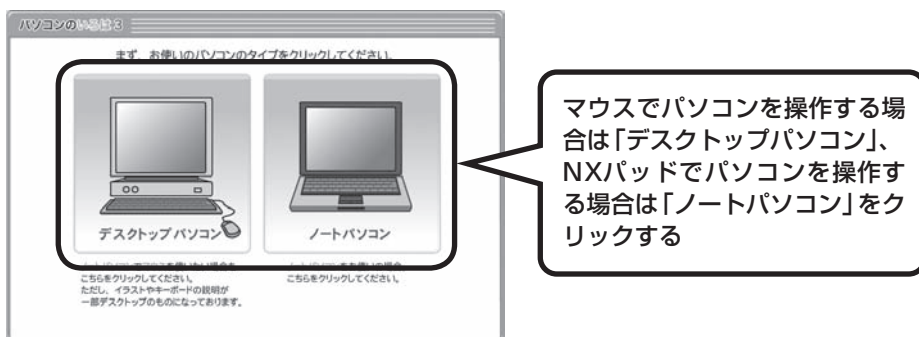 パソコンのいろは3
まず、お使いのパソコンのタイプをクリックしてください。
デスクトップパソコン
ノートパソコン
こちらをクリックしてください。
ただし、イラストやキーボードの説明が
一部デスクトップのものになっております。
こちらをクリックしてください。
マウスでパソコンを操作する場
合は「デスクトップパソコン」、
NXパッドでパソコンを操作す
る場合は「ノートパソコン」をク
リックする